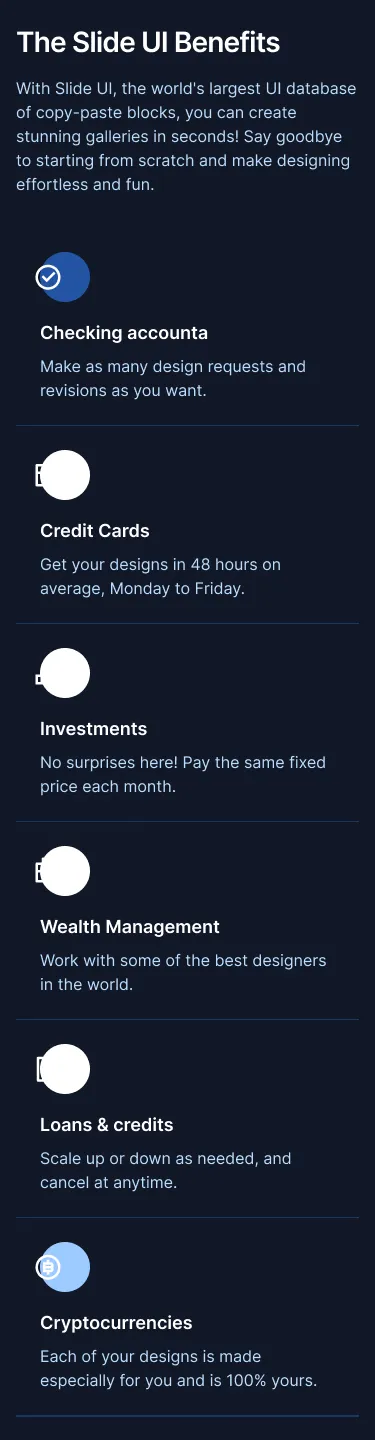 The Slide UI Benefits
With Slide UI, the world's largest UI database
of copy-paste blocks, you can create
stunning galleries in seconds! Say goodbye
to starting from scratch and make designing
effortless and fun.
Checking accounta
Make as many design requests and
revisions as you want.
Credit Cards
Get your designs in 48 hours on
average, Monday to Friday.
Investments
No surprises here! Pay the same fixed
price each month.
Wealth Management
Work with some of the best designers
in the world.
Loans & credits
Scale up or down as needed, and
cancel at anytime.
Cryptocurrencies
Each of your designs is made
especially for you and is 100% yours.